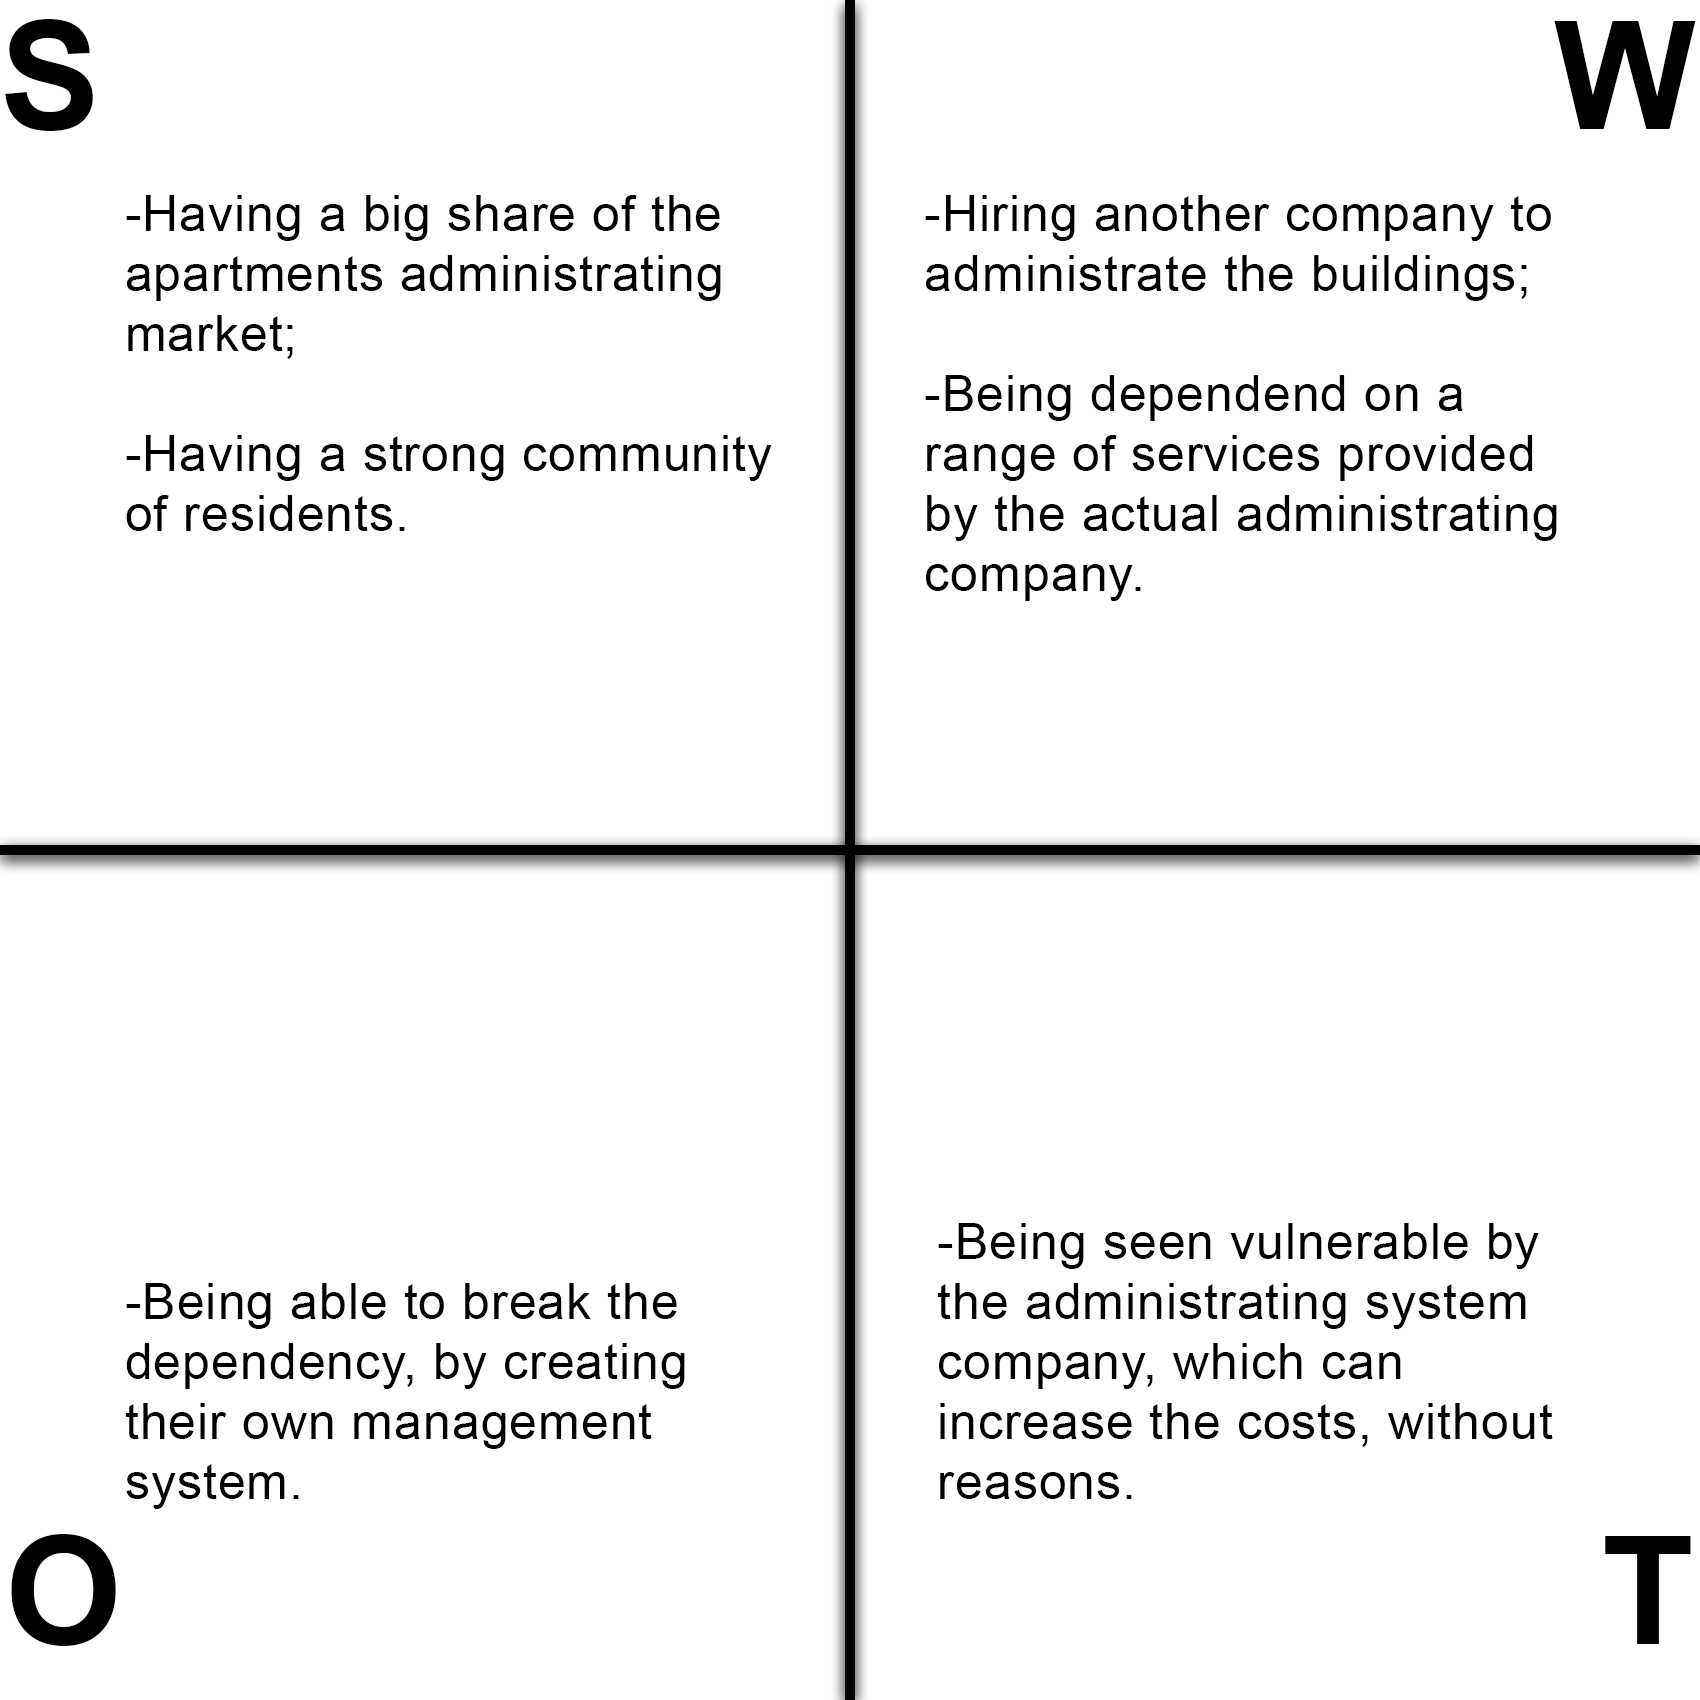 S
-Having a big share of the
apartments administrating
market;
-Having a strong community
of residents.
W
-Hiring another company to
administrate the buildings;
-Being dependend on a
range of services provided
by the actual administrating
company.
-Being able to break the
dependency, by creating
their own management
system.
O
-Being seen vulnerable by
the administrating system
company, which can
increase the costs, without
reasons.
T